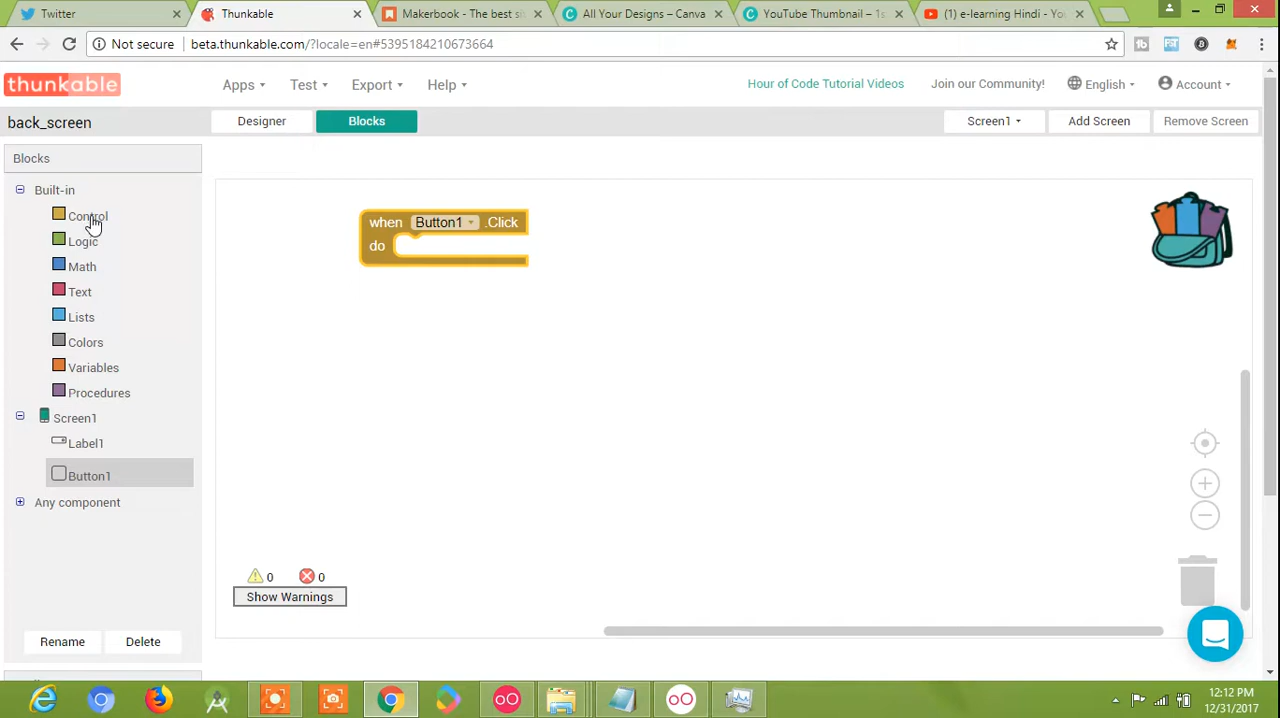 Twitter
Thunkable
Makerbook - The best si
All Your Designs – Canva
YouTube Thumbnail – 1s
(1) e-learning Hindi - Yo
Not secure beta.thunkable.com/?locale=en#5395184210673664
thunkable
Apps Test Export Help
Hour of Code Tutorial Videos Join our Community! English Account
back_screen Designer Blocks Screen1 Add Screen Remove Screen
Blocks
Built-in
Control
Logic
Math
Text
Lists
Colors
Variables
Procedures
Screen1
Label1
Button1
Any component
Rename Delete
when Button1 .Click
do
0 0
Show Warnings
12:12 PM
12/31/2017